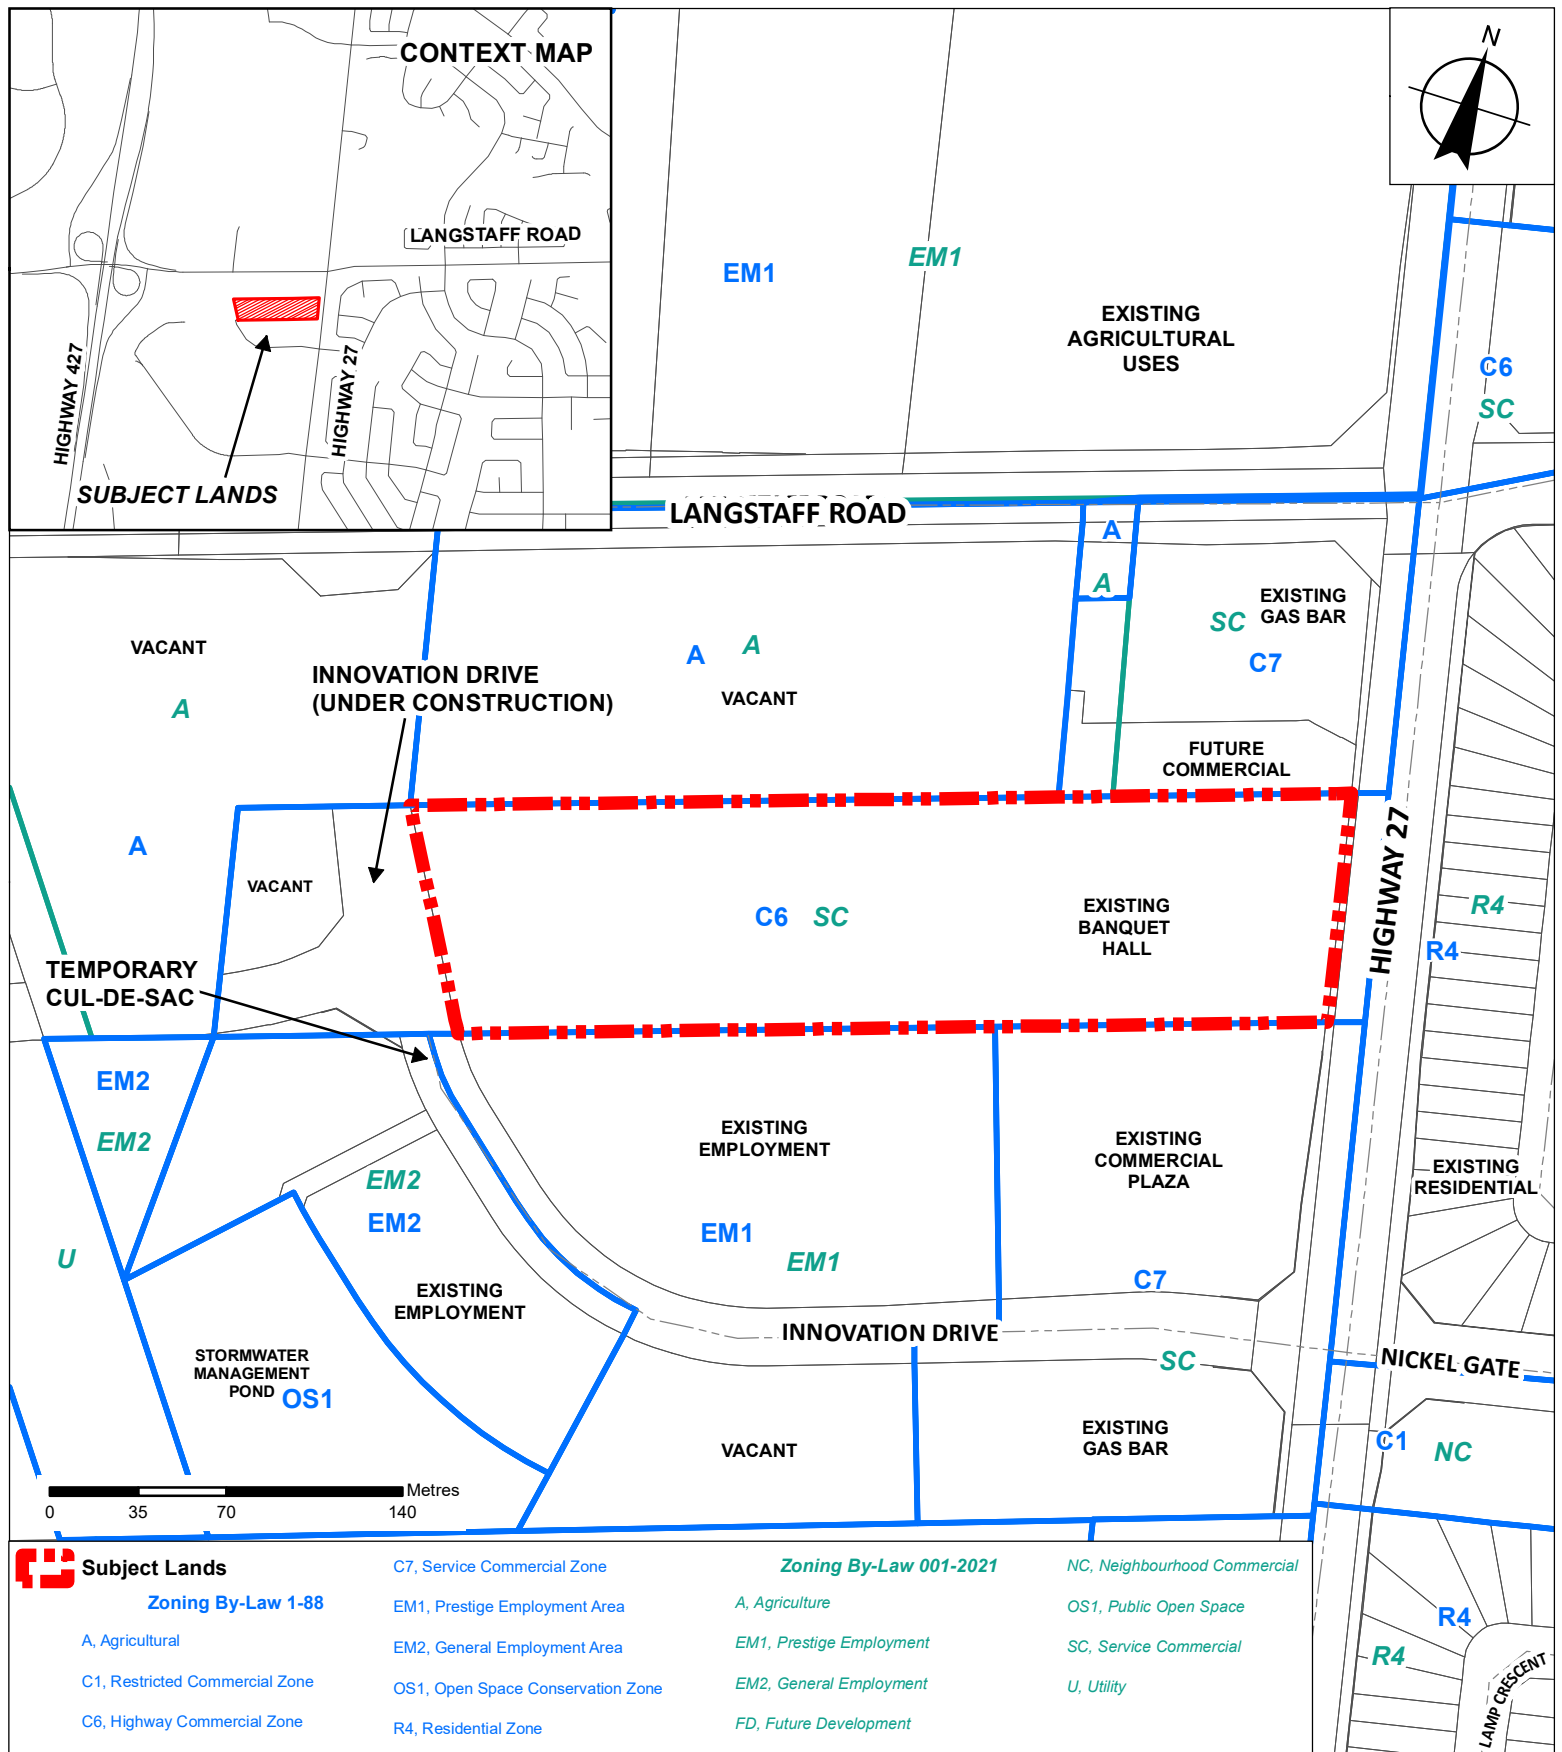 CONTEXT MAP
LANGSTAFF ROAD
HIGHWAY 427
HIGHWAY 27
SUBJECT LANDS
N
EM1
EM1
EXISTING
AGRICULTURAL
USES
C6
SC
LANGSTAFF ROAD
A
A
EXISTING
GAS BAR
SC
C7
VACANT
A
INNOVATION DRIVE
(UNDER CONSTRUCTION)
A
A
VACANT
FUTURE
COMMERCIAL
A
VACANT
C6
SC
EXISTING
BANQUET
HALL
HIGHWAY 27
R4
R4
TEMPORARY
CUL-DE-SAC
EM2
EM2
EM2
EM2
EXISTING
EMPLOYMENT
EXISTING
COMMERCIAL
PLAZA
EXISTING
RESIDENTIAL
U
EM1
EM1
C7
EXISTING
EMPLOYMENT
INNOVATION DRIVE
SC
NICKEL GATE
STORMWATER
MANAGEMENT
POND
OS1
VACANT
EXISTING
GAS BAR
C1
NC
Metres
0 35 70 140
R4
R4
LAMP CRESCENT
Subject Lands
Zoning By-Law 1-88
A, Agricultural
C1, Restricted Commercial Zone
C6, Highway Commercial Zone
C7, Service Commercial Zone
EM1, Prestige Employment Area
EM2, General Employment Area
OS1, Open Space Conservation Zone
R4, Residential Zone
Zoning By-Law 001-2021
A, Agriculture
EM1, Prestige Employment
EM2, General Employment
FD, Future Development
NC, Neighbourhood Commercial
OS1, Public Open Space
SC, Service Commercial
U, Utility